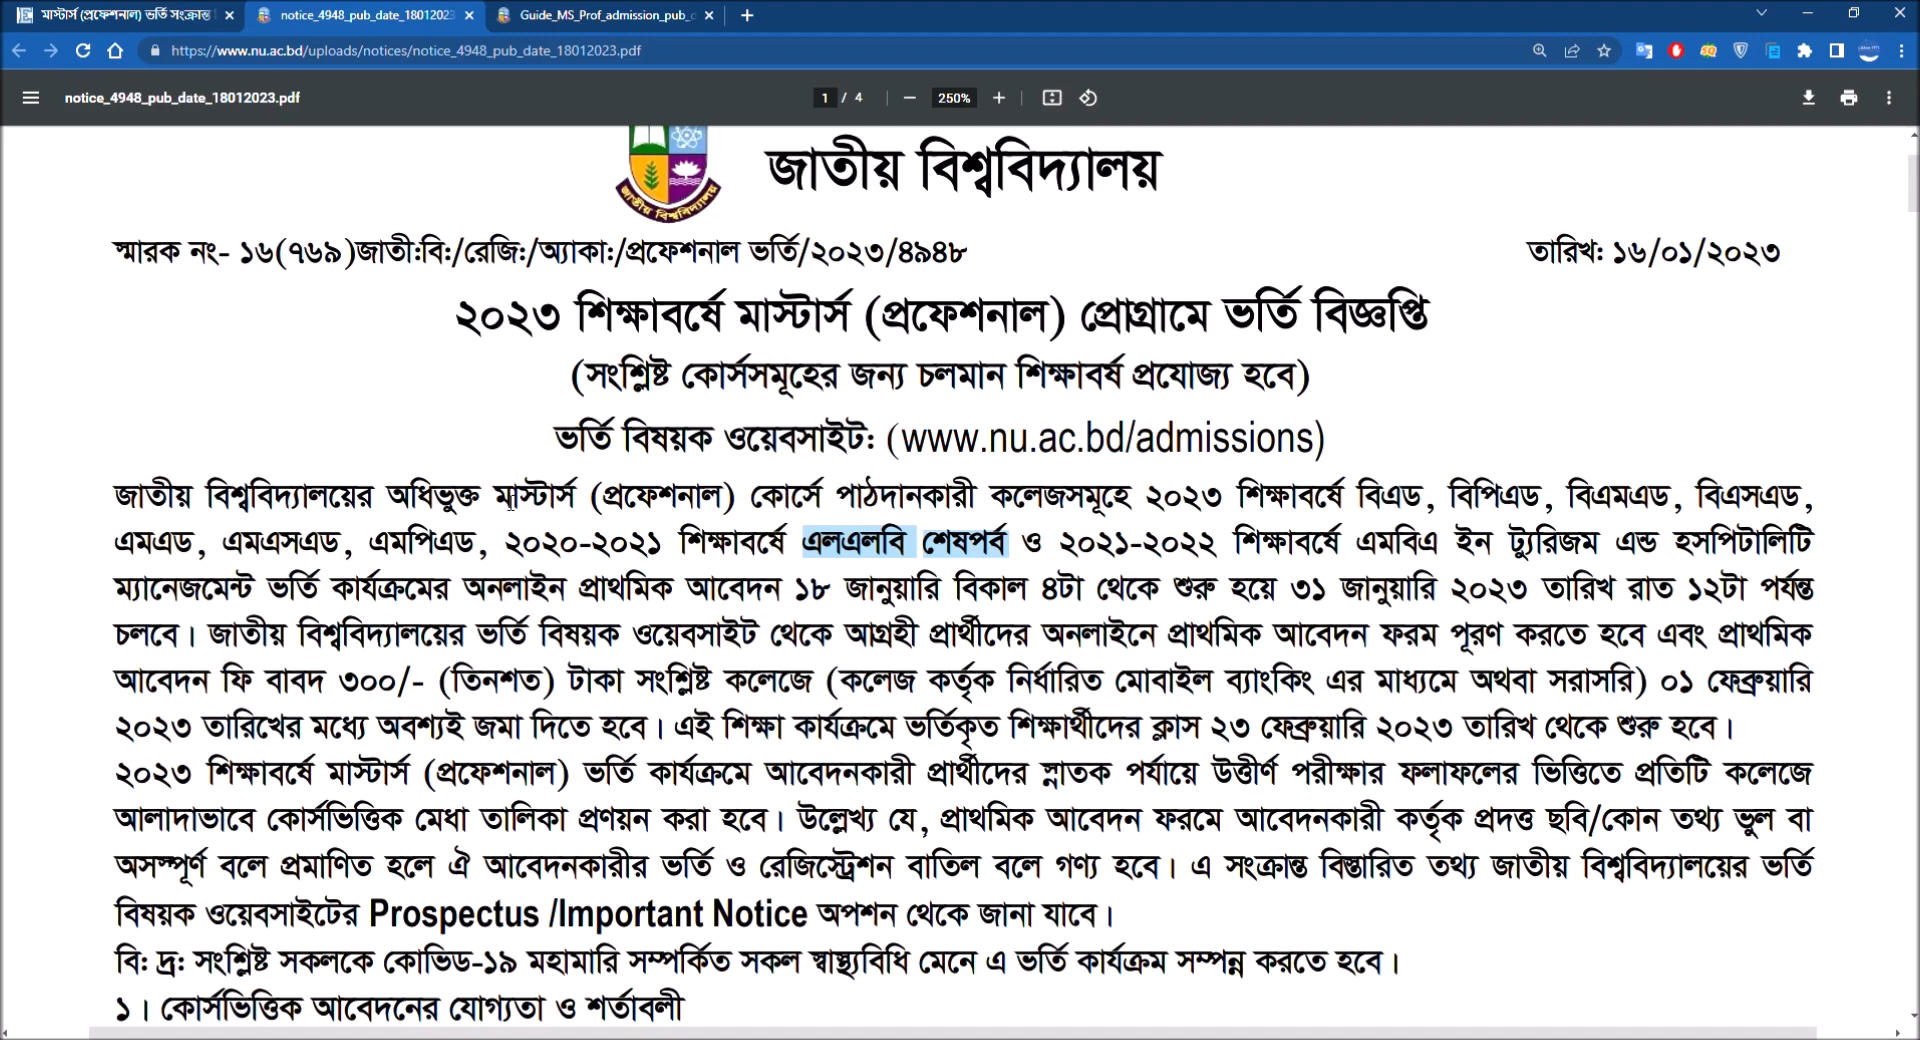 মাস্টার্স (প্রফেশনাল) ভর্তি সংক্রান্ত
notice_4948_pub_date_18012023
Guide_MS_Prof_admission_pub_
https://www.nu.ac.bd/uploads/notices/notice_4948_pub_date_18012023.pdf
notice_4948_pub_date_18012023.pdf
1 / 4
250%
জাতীয় বিশ্ববিদ্যালয়
জাতীয় বিশ্ববিদ্যালয়
স্মারক নং- ১৬(৭৬৯)জাতী:বি:/রেজি:/অ্যাকা:/প্রফেশনাল ভর্তি/২০২৩/৪৯৪৮
তারিখ: ১৬/০১/২০২৩
২০২৩ শিক্ষাবর্ষে মাস্টার্স (প্রফেশনাল) প্রোগ্রামে ভর্তি বিজ্ঞপ্তি
(সংশ্লিষ্ট কোর্সসমূহের জন্য চলমান শিক্ষাবর্ষ প্রযোজ্য হবে)
ভর্তি বিষয়ক ওয়েবসাইট: (www.nu.ac.bd/admissions)
জাতীয় বিশ্ববিদ্যালয়ের অধিভুক্ত মাস্টার্স (প্রফেশনাল) কোর্সে পাঠদানকারী কলেজসমূহে ২০২৩ শিক্ষাবর্ষে বিএড, বিপিএড, বিএমএড, বিএসএড,
এমএড, এমএসএড, এমপিএড, ২০২০-২০২১ শিক্ষাবর্ষে এলএলবি শেষপর্ব ও ২০২১-২০২২ শিক্ষাবর্ষে এমবিএ ইন ট্যুরিজম এন্ড হসপিটালিটি
ম্যানেজমেন্ট ভর্তি কার্যক্রমের অনলাইন প্রাথমিক আবেদন ১৮ জানুয়ারি বিকাল ৪টা থেকে শুরু হয়ে ৩১ জানুয়ারি ২০২৩ তারিখ রাত ১২টা পর্যন্ত
চলবে। জাতীয় বিশ্ববিদ্যালয়ের ভর্তি বিষয়ক ওয়েবসাইট থেকে আগ্রহী প্রার্থীদের অনলাইনে প্রাথমিক আবেদন ফরম পূরণ করতে হবে এবং প্রাথমিক
আবেদন ফি বাবদ ৩০০/- (তিনশত) টাকা সংশ্লিষ্ট কলেজে (কলেজ কর্তৃক নির্ধারিত মোবাইল ব্যাংকিং এর মাধ্যমে অথবা সরাসরি) ০১ ফেব্রুয়ারি
২০২৩ তারিখের মধ্যে অবশ্যই জমা দিতে হবে। এই শিক্ষা কার্যক্রমে ভর্তিকৃত শিক্ষার্থীদের ক্লাস ২৩ ফেব্রুয়ারি ২০২৩ তারিখ থেকে শুরু হবে।
২০২৩ শিক্ষাবর্ষে মাস্টার্স (প্রফেশনাল) ভর্তি কার্যক্রমে আবেদনকারী প্রার্থীদের স্নাতক পর্যায়ে উত্তীর্ণ পরীক্ষার ফলাফলের ভিত্তিতে প্রতিটি কলেজে
আলাদাভাবে কোর্সভিত্তিক মেধা তালিকা প্রণয়ন করা হবে। উল্লেখ্য যে, প্রাথমিক আবেদন ফরমে আবেদনকারী কর্তৃক প্রদত্ত ছবি/কোন তথ্য ভুল বা
অসম্পূর্ণ বলে প্রমাণিত হলে ঐ আবেদনকারীর ভর্তি ও রেজিস্ট্রেশন বাতিল বলে গণ্য হবে। এ সংক্রান্ত বিস্তারিত তথ্য জাতীয় বিশ্ববিদ্যালয়ের ভর্তি
বিষয়ক ওয়েবসাইটের Prospectus /Important Notice অপশন থেকে জানা যাবে।
বি: দ্র: সংশ্লিষ্ট সকলকে কোভিড-১৯ মহামারি সম্পর্কিত সকল স্বাস্থ্যবিধি মেনে এ ভর্তি কার্যক্রম সম্পন্ন করতে হবে।
১। কোর্সভিত্তিক আবেদনের যোগ্যতা ও শর্তাবলী